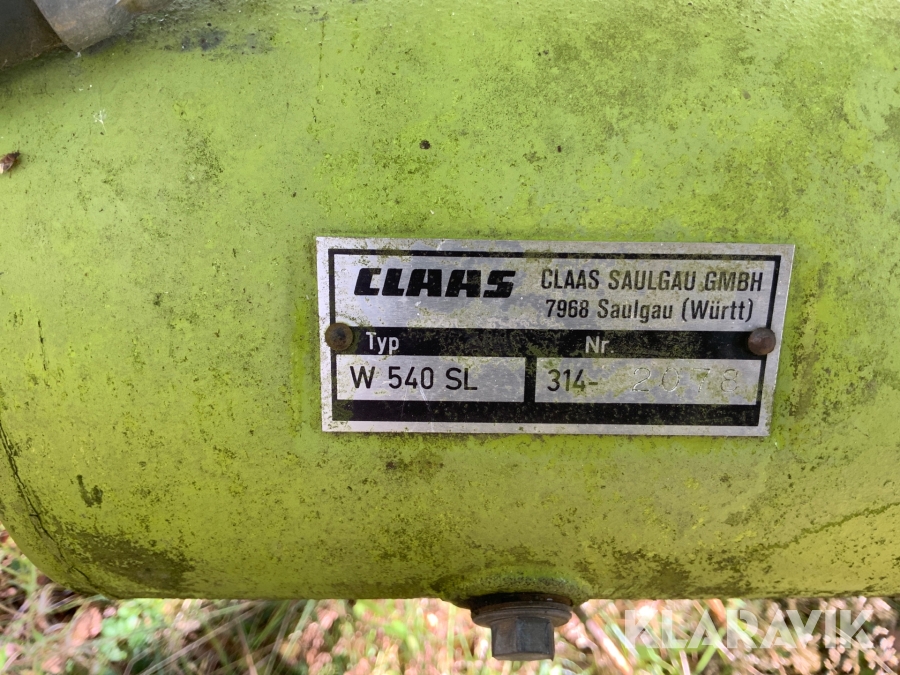 CLAAS
CLAAS SAULGAU GMBH
7968 Saulgau (Württ)
Typ
Nr.
W 540 SL
314- 2078
KLARAVIK